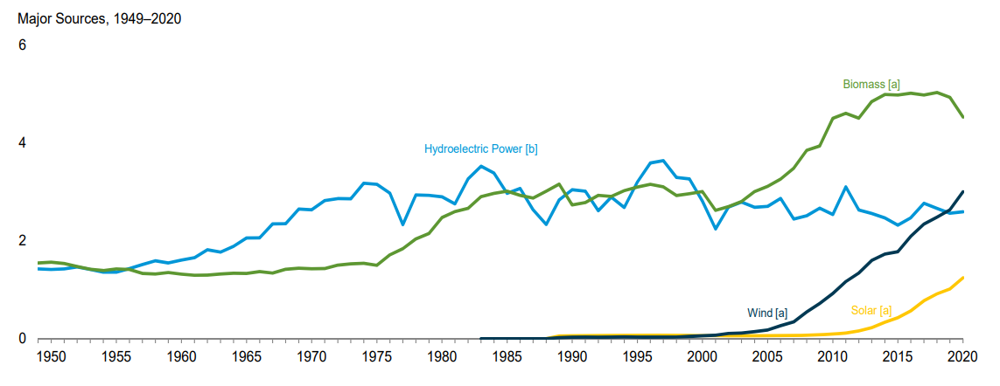 Major Sources, 1949–2020
6
Biomass [a]
4
Hydroelectric Power [b]
2
Wind [a]
Solar [a]
0
1950 1955 1960 1965 1970 1975 1980 1985 1990 1995 2000 2005 2010 2015 2020